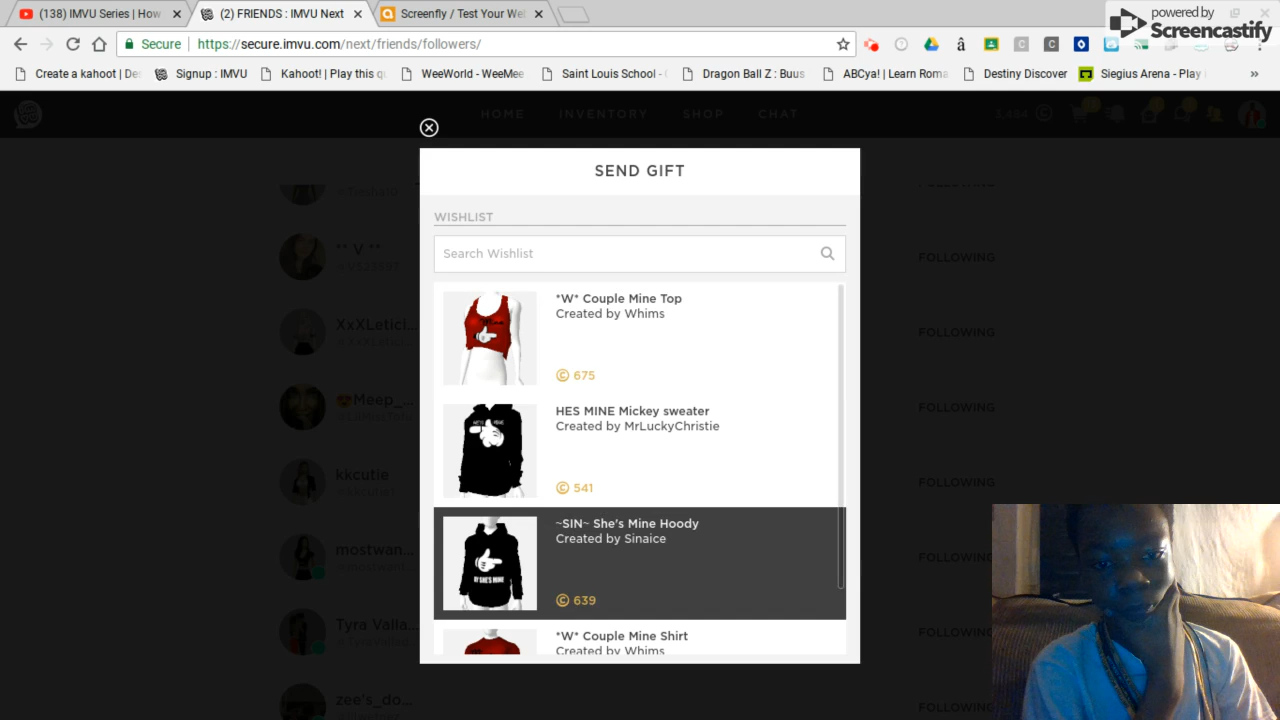 (138) IMVU Series | How
(2) FRIENDS : IMVU Next
Screenfly / Test Your Web
powered by
Screencastify
Secure
https://secure.imvu.com/next/friends/followers/
Create a kahoot | De
Signup : IMVU
Kahoot! | Play this q
WeeWorld - WeeMee
Saint Louis School -
Dragon Ball Z : Buus
ABCya! | Learn
Destiny Discover
Siegius Arena - Play
HOME
INVENTORY
SHOP
CHAT
3,484
SEND GIFT
WISHLIST
Search Wishlist
*W* Couple Mine Top
Created by Whims
675
HES MINE Mickey sweater
Created by MrLuckyChristie
541
~SIN~ She's Mine Hoody
Created by Sinaice
639
*W* Couple Mine Shirt
Created by Whims
** V **
FOLLOWING
XxXLetici...
FOLLOWING
Meep_...
FOLLOWING
kkcutie
FOLLOWING
mostwan...
FOLLOWING
Tyra Valla...
FOLLOWING
zee's_do...
FOLLOWING